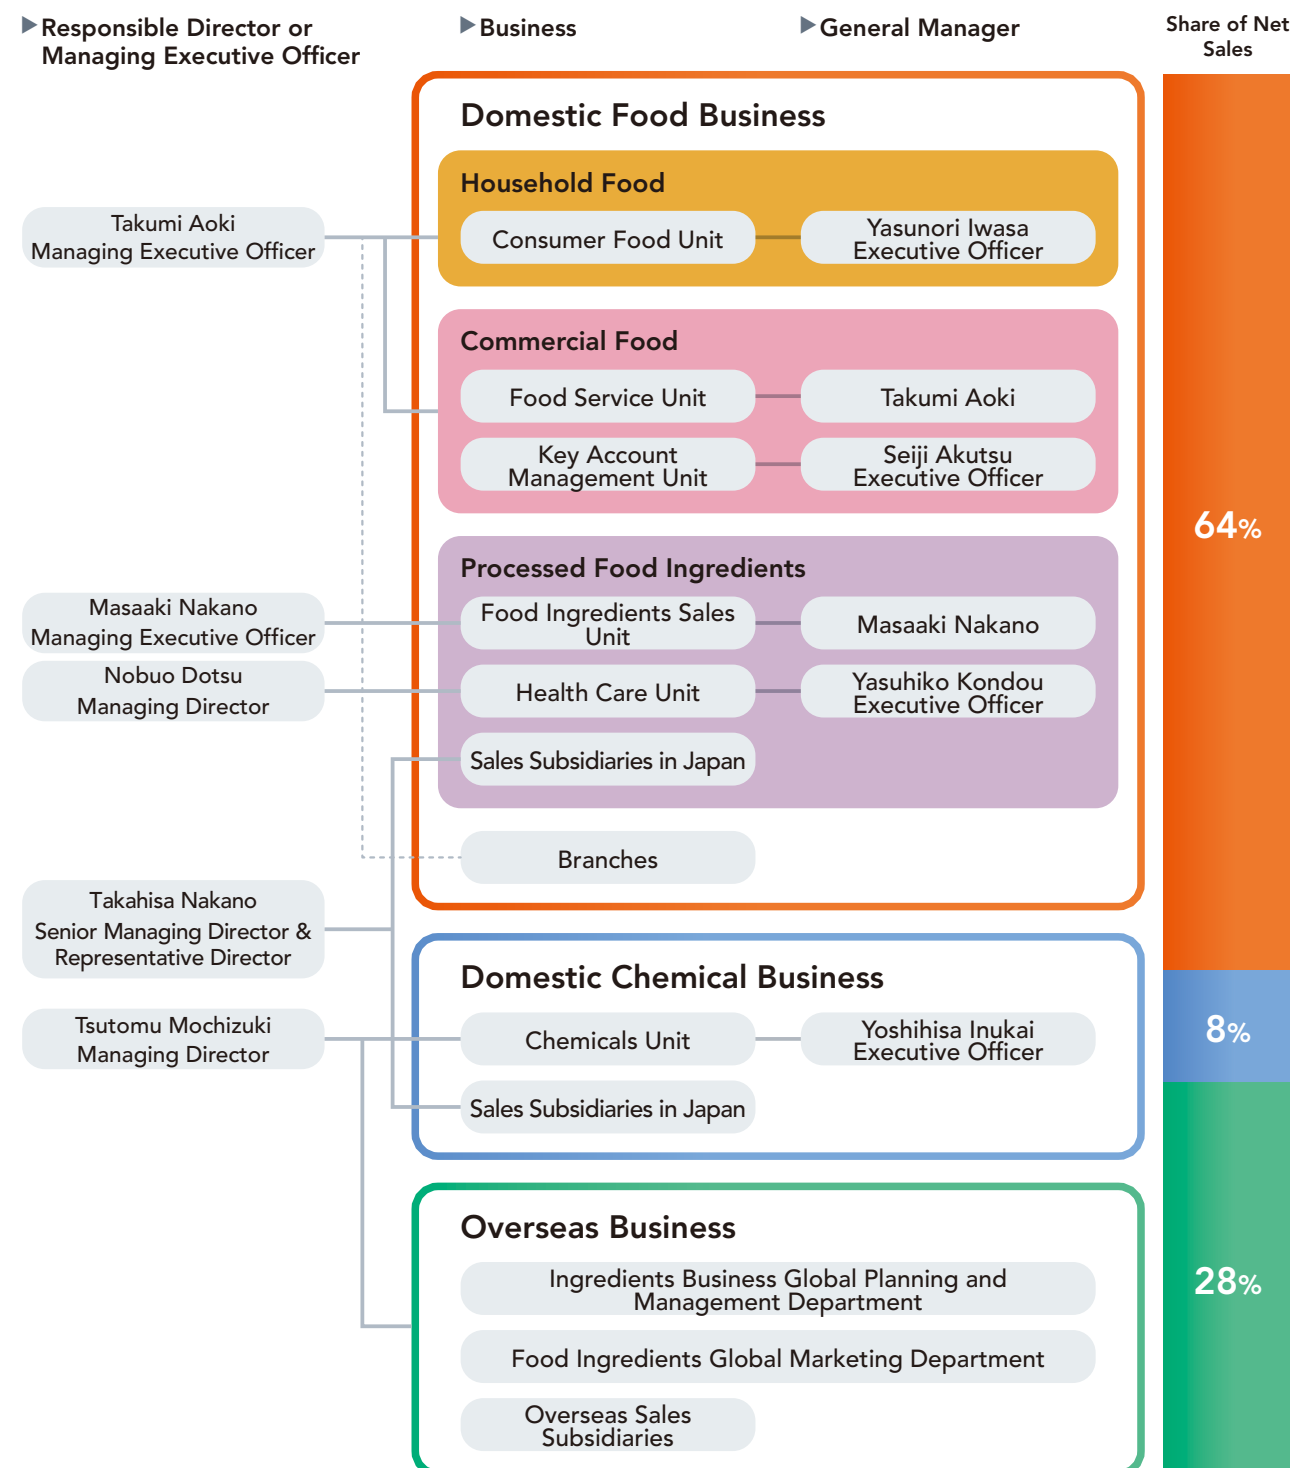 ▶Responsible Director or
Managing Executive Officer
▶Business
▶General Manager
Share of Net
Sales
Domestic Food Business
Household Food
Takumi Aoki
Managing Executive Officer
Consumer Food Unit
Yasunori Iwasa
Executive Officer
Commercial Food
Food Service Unit
Takumi Aoki
Key Account
Management Unit
Seiji Akutsu
Executive Officer
64%
Processed Food Ingredients
Masaaki Nakano
Managing Executive Officer
Food Ingredients Sales
Unit
Masaaki Nakano
Nobuo Dotsu
Managing Director
Health Care Unit
Yasuhiko Kondou
Executive Officer
Sales Subsidiaries in Japan
Branches
Takahisa Nakano
Senior Managing Director &
Representative Director
Domestic Chemical Business
Tsutomu Mochizuki
Managing Director
Chemicals Unit
Yoshihisa Inukai
Executive Officer
8%
Sales Subsidiaries in Japan
Overseas Business
Ingredients Business Global Planning and
Management Department
28%
Food Ingredients Global Marketing Department
Overseas Sales
Subsidiaries